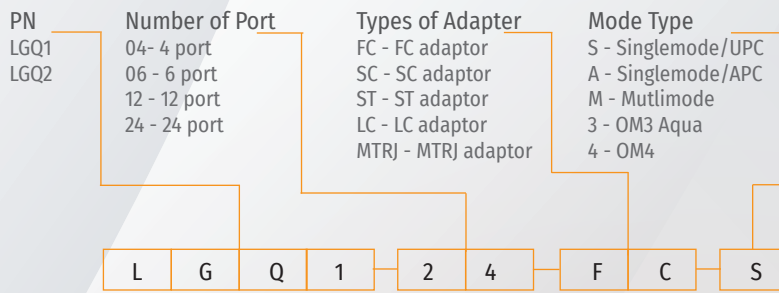 PN
LGQ1
LGQ2
Number of Port
04- 4 port
06 - 6 port
12 - 12 port
24 - 24 port
Types of Adapter
FC - FC adaptor
SC - SC adaptor
ST - ST adaptor
LC - LC adaptor
MTRJ - MTRJ adaptor
Mode Type
S - Singlemode/UPC
A - Singlemode/APC
M - Mutlimode
3 - OM3 Aqua
4 - OM4
L G Q 1 - 2 4 - F C - S